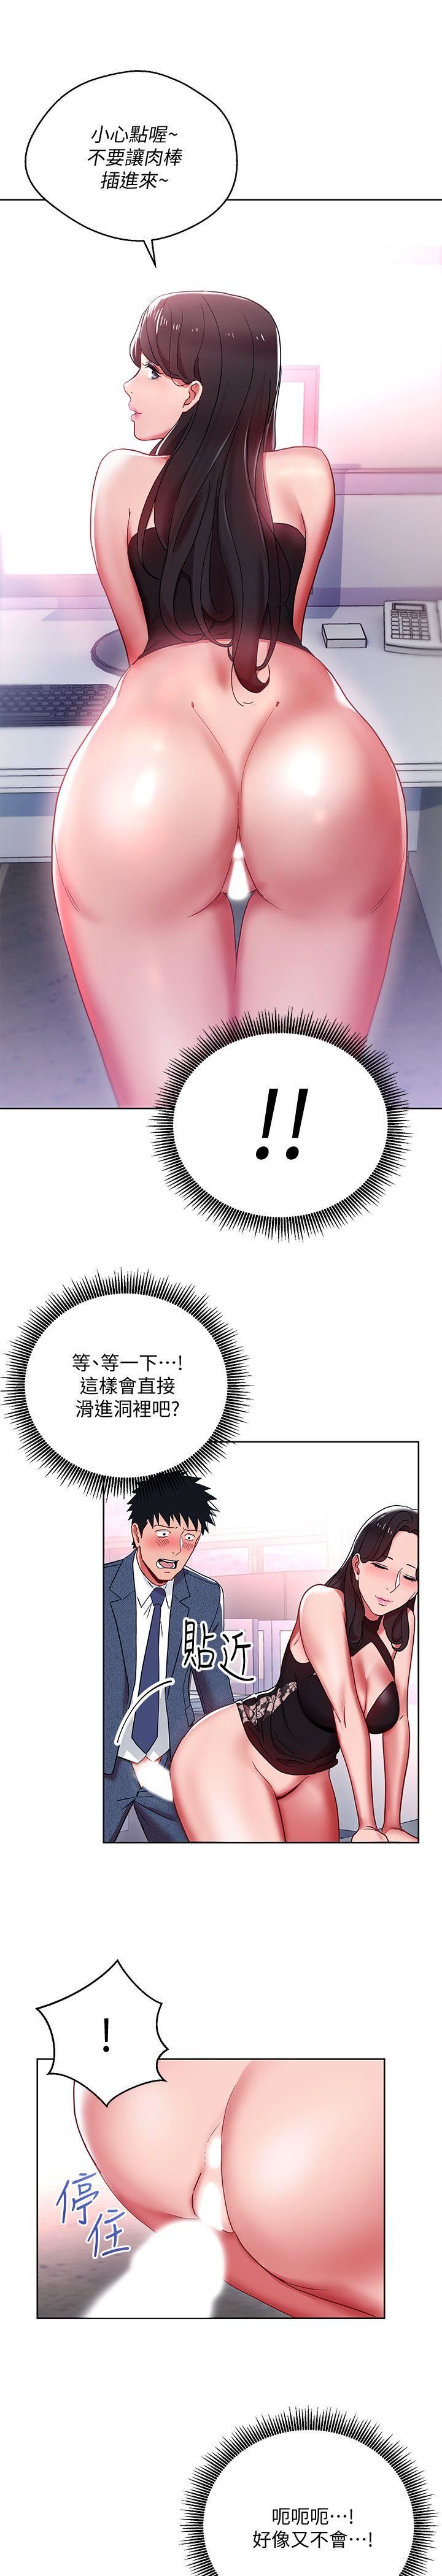 小心點喔~
不要讓肉棒
插進來~
!!
等、等一下…!
這樣會直接
滑進洞裡吧?
貼近
!
停住
呃呃呃…!
好像又不會…!